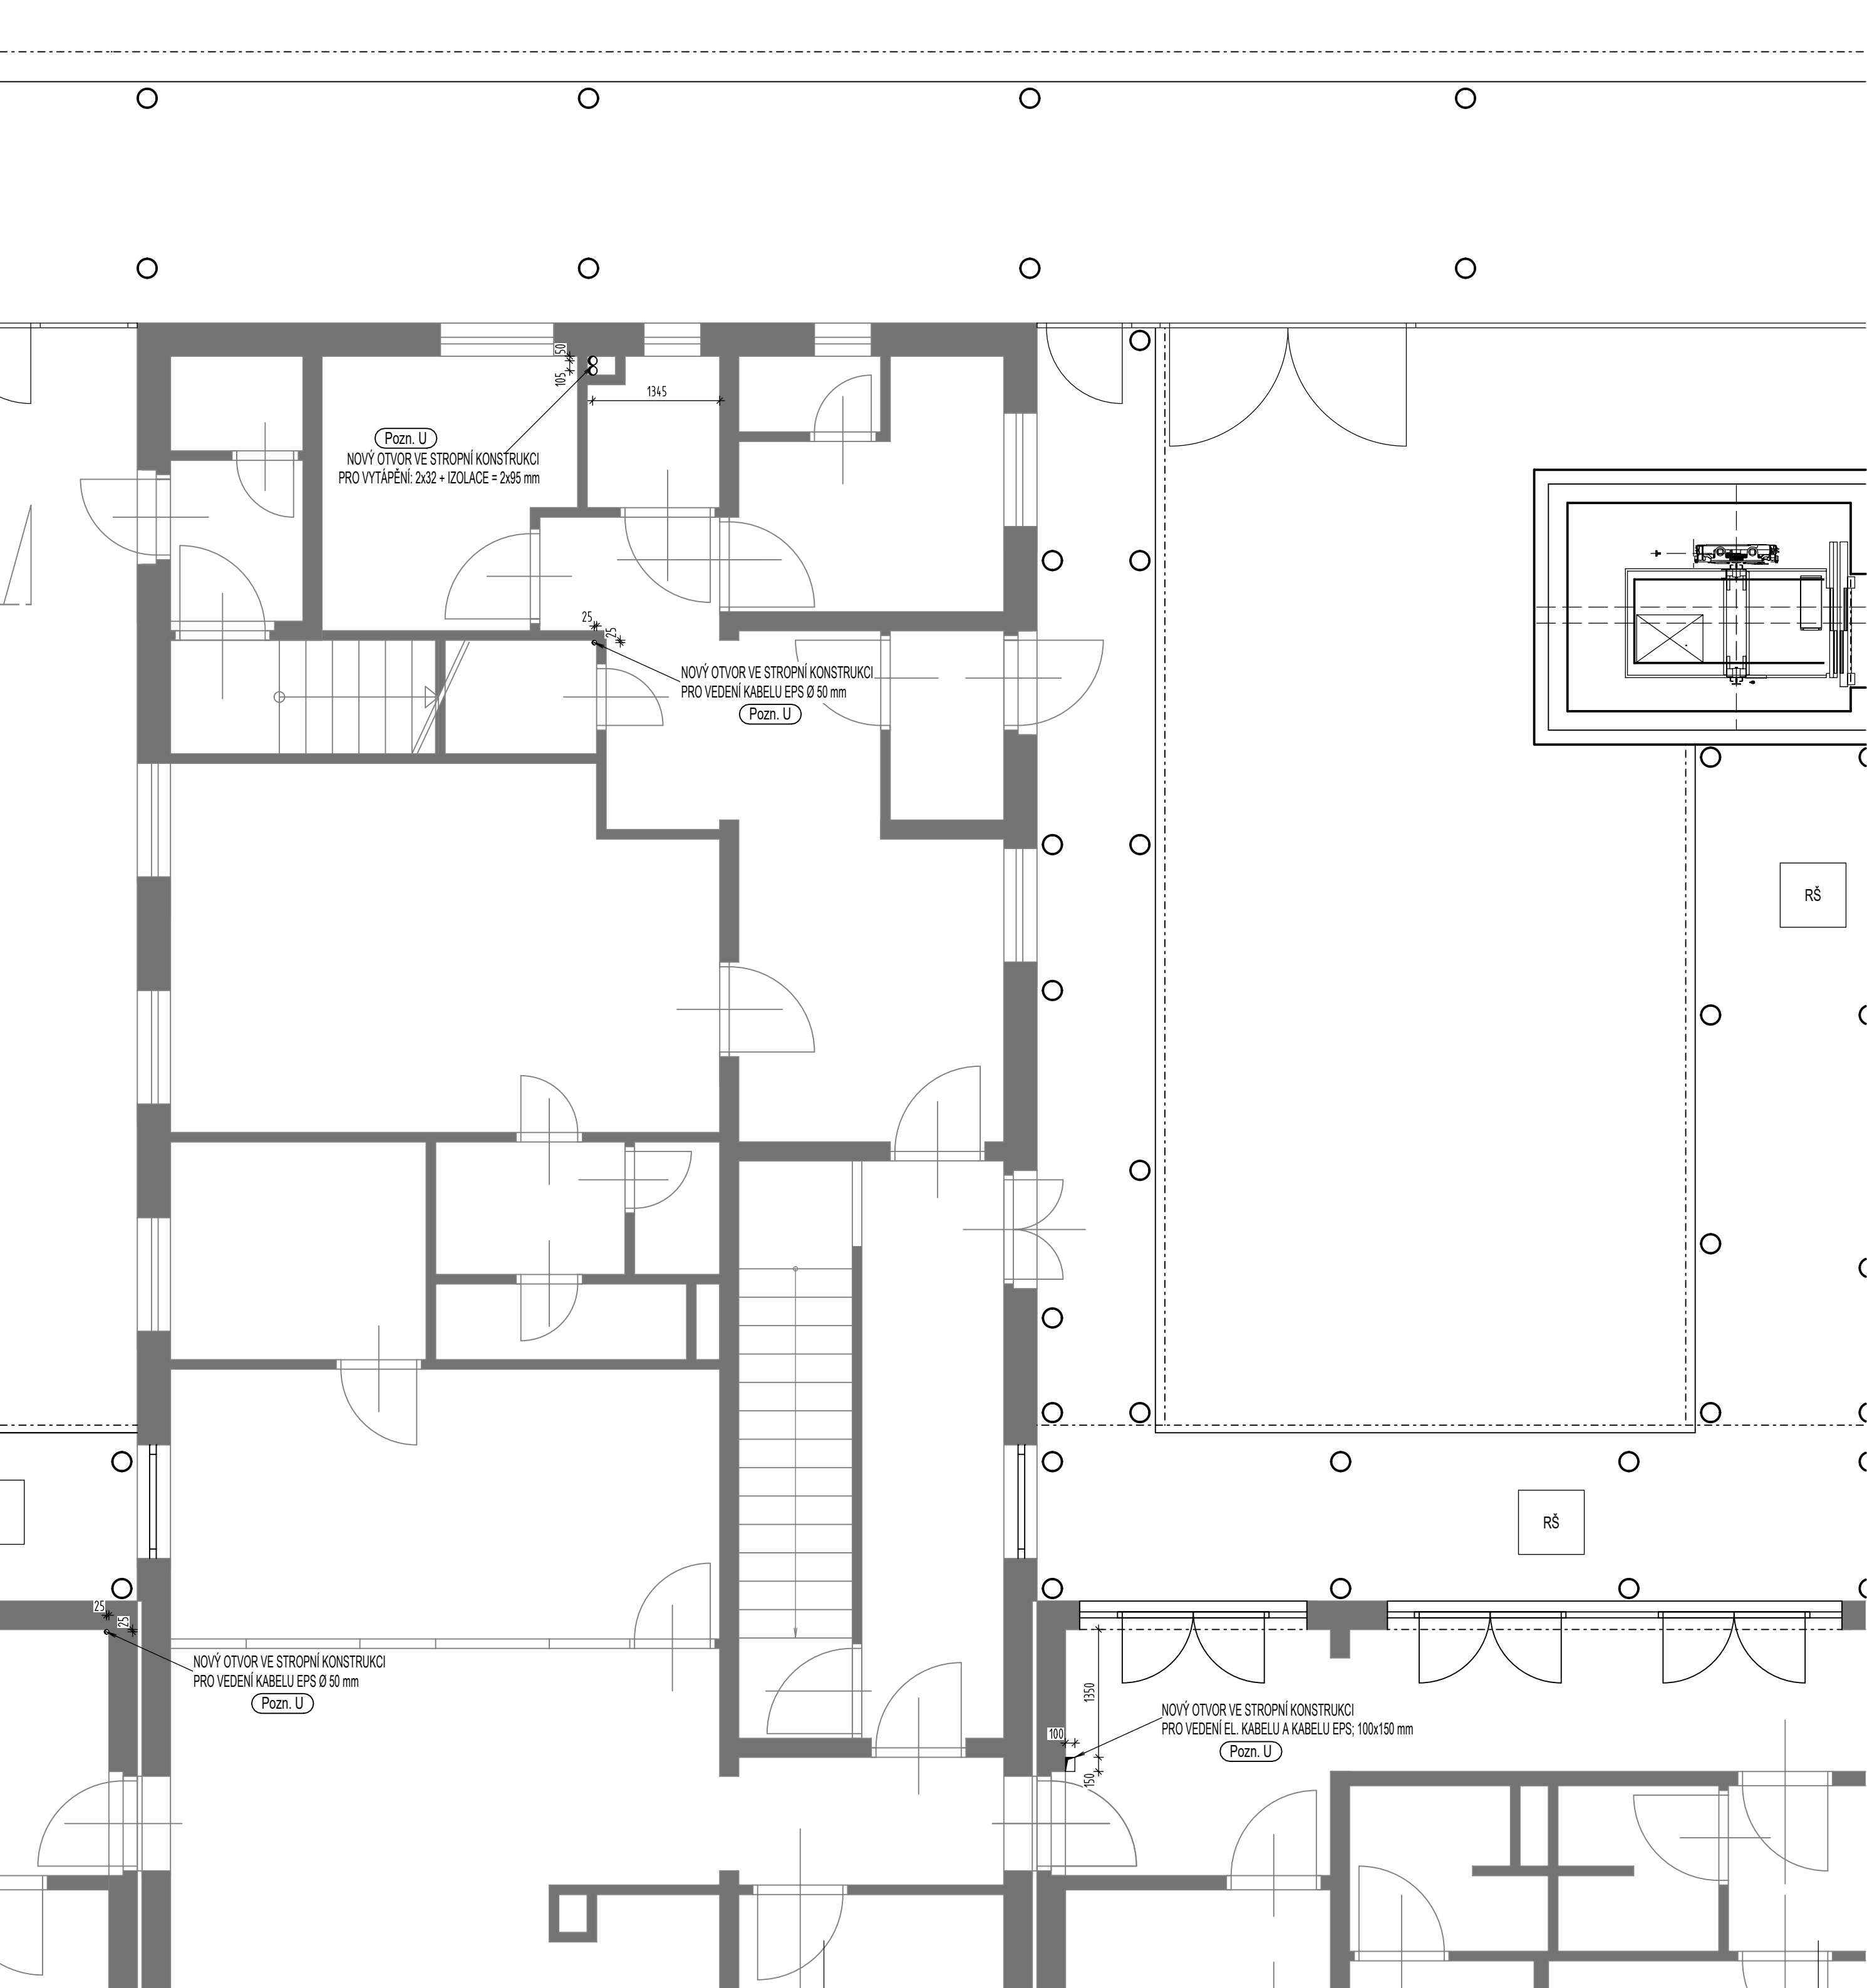 50
105
1345
Pozn. U
NOVÝ OTVOR VE STROPNÍ KONSTRUKCI
PRO VYTÁPĚNÍ: 2x32 + IZOLACE = 2x95 mm
25
25
NOVÝ OTVOR VE STROPNÍ KONSTRUKCI
PRO VEDENÍ KABELU EPS Ø 50 mm
Pozn. U
RŠ
RŠ
25
25
NOVÝ OTVOR VE STROPNÍ KONSTRUKCI
PRO VEDENÍ KABELU EPS Ø 50 mm
Pozn. U
1350
100
150
NOVÝ OTVOR VE STROPNÍ KONSTRUKCI
PRO VEDENÍ EL. KABELU A KABELU EPS; 100x150 mm
Pozn. U